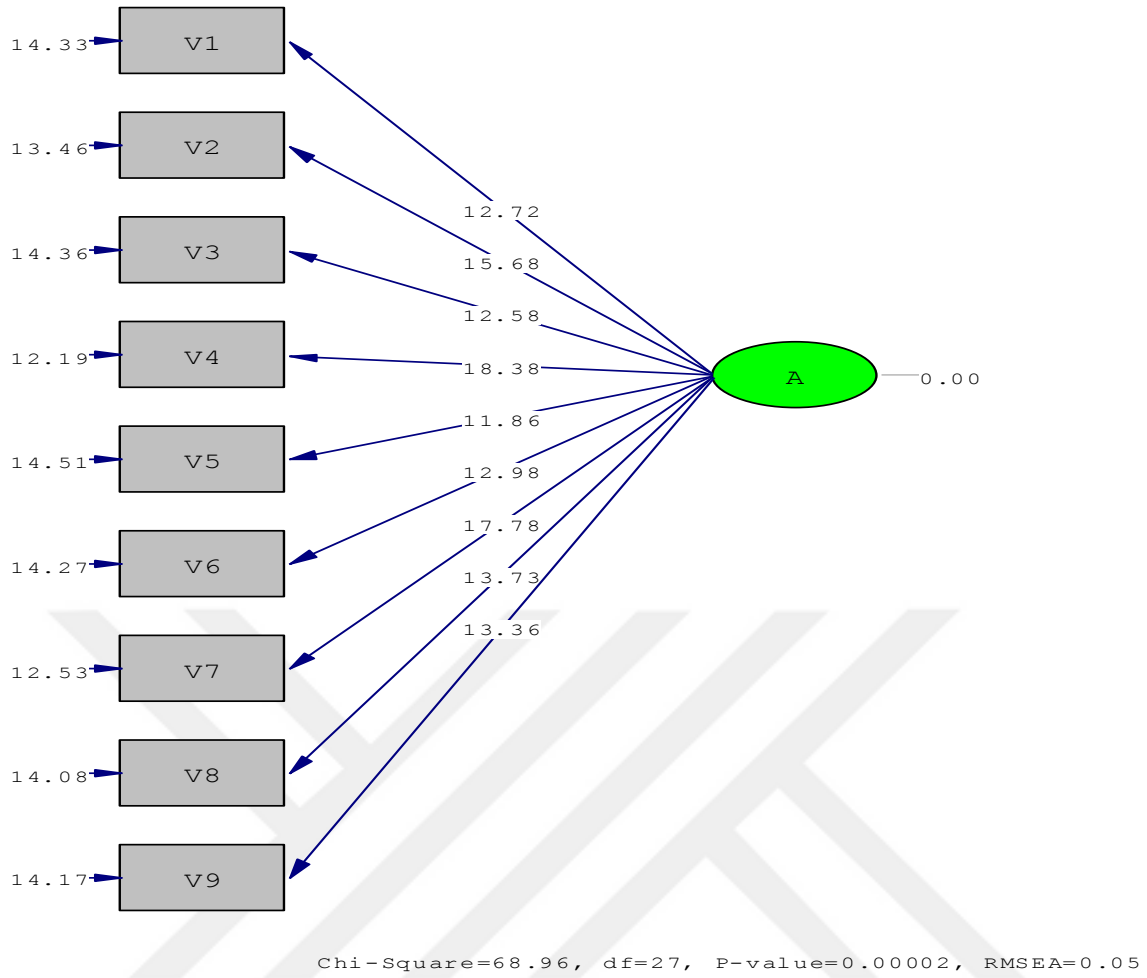 14.33 V1
12.72
13.46 V2
15.68
14.36 V3
12.58
12.19 V4
18.38
A 0.00
11.86
14.51 V5
12.98
14.27 V6
17.78
13.73
13.36
12.53 V7
14.08 V8
14.17 V9
Chi-Square=68.96, df=27, P-value=0.00002, RMSEA=0.05